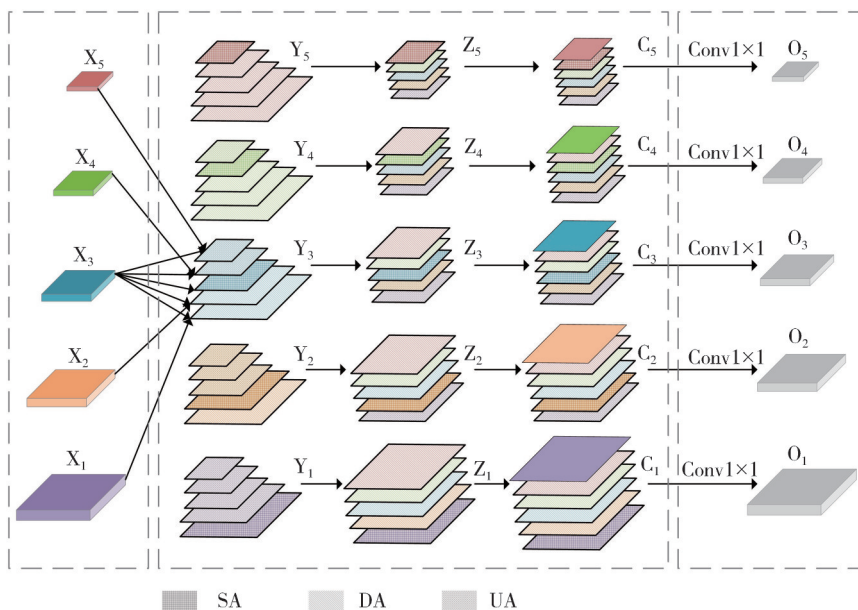 X₅ Y₅ Z₅ C₅ Conv1×1 O₅
X₄ Y₄ Z₄ C₄ Conv1×1 O₄
X₃ Y₃ Z₃ C₃ Conv1×1 O₃
X₂ Y₂ Z₂ C₂ Conv1×1 O₂
X₁ Y₁ Z₁ C₁ Conv1×1 O₁
SA DA UA